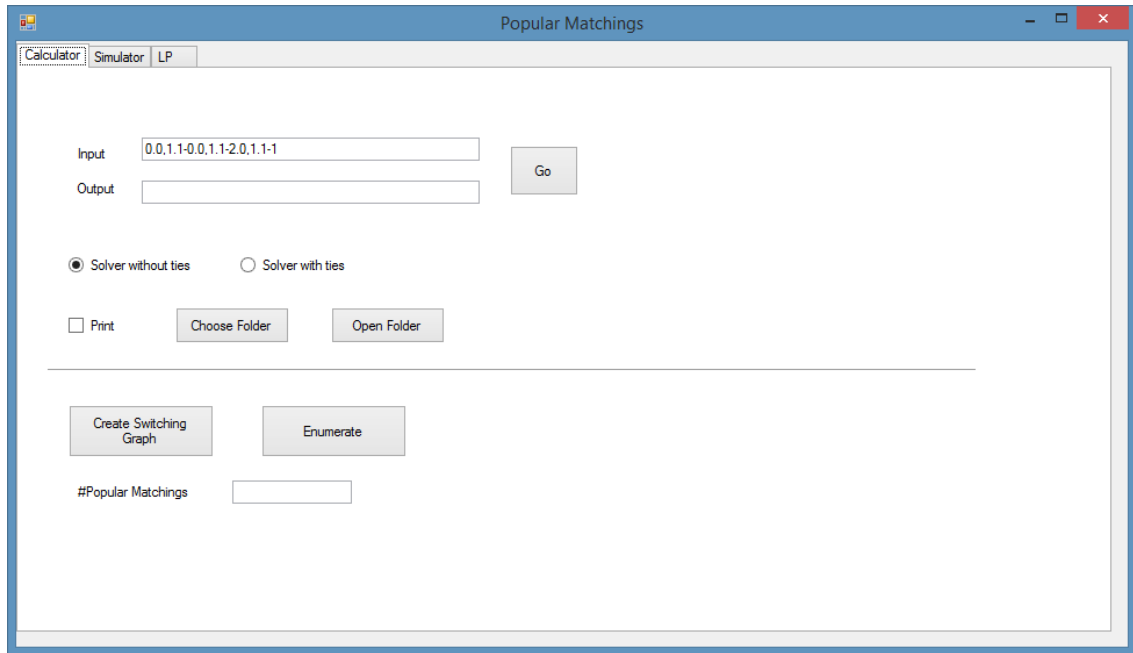 Popular Matchings
Calculator Simulator LP
Input 0.0,1.1-0.0,1.1-2.0,1.1-1
Go
Output
Solver without ties Solver with ties
Print Choose Folder Open Folder
Create Switching
Graph
Enumerate
#Popular Matchings